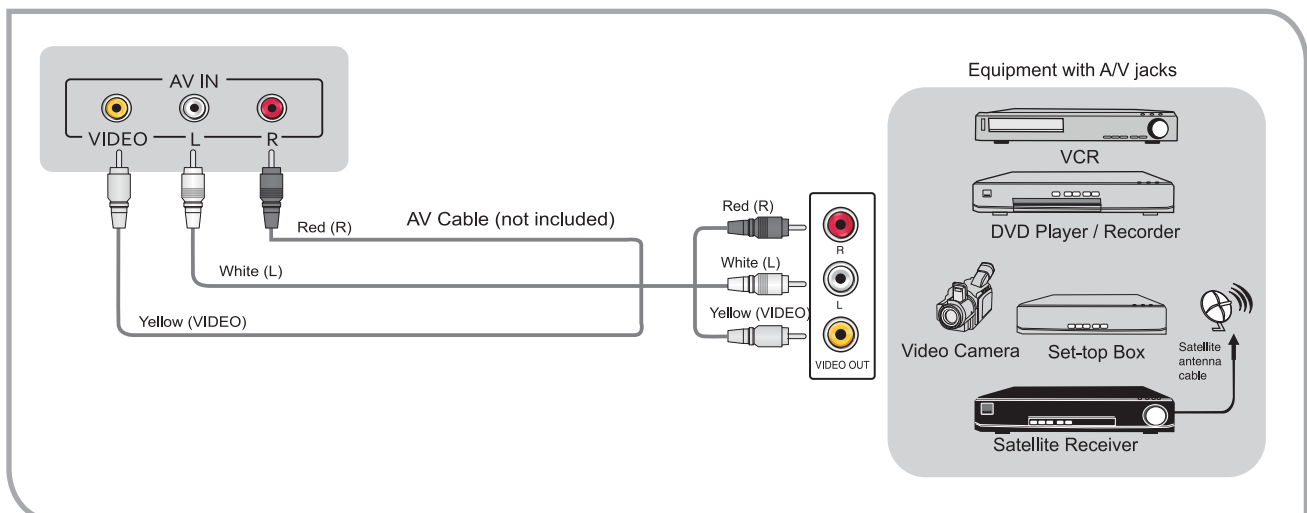 AV IN
VIDEO
L
R
Red (R)
AV Cable (not included)
White (L)
Yellow (VIDEO)
Red (R)
White (L)
Yellow (VIDEO)
R
L
VIDEO OUT
Equipment with A/V jacks
VCR
DVD Player / Recorder
Video Camera
Set-top Box
Satellite
antenna
cable
Satellite Receiver